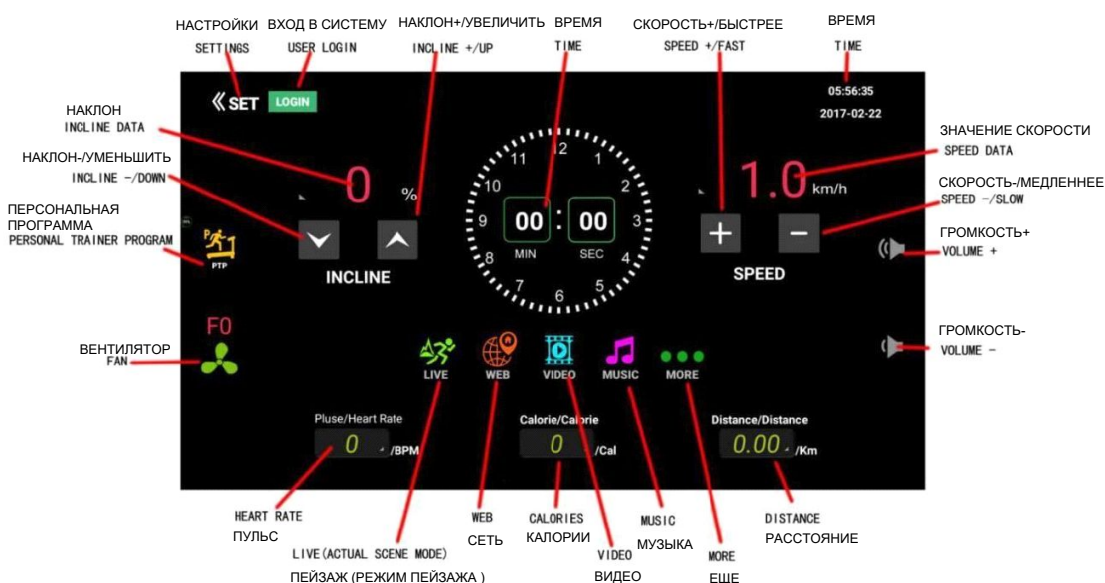 НАСТРОЙКИ ВХОД В СИСТЕМУ НАКЛОН+/УВЕЛИЧИТЬ ВРЕМЯ СКОРОСТЬ+/БЫСТРЕЕ ВРЕМЯ
SETTINGS USER LOGIN INCLINE +/UP TIME SPEED +/FAST TIME
SET LOGIN
05:56:35
2017-02-22
НАКЛОН
INCLINE DATA
НАКЛОН-/УМЕНЬШИТЬ
INCLINE -/DOWN
ПЕРСОНАЛЬНАЯ
ПРОГРАММА
PERSONAL TRAINER PROGRAM
P
PTP
F0
ВЕНТИЛЯТОР
FAN
0 %
INCLINE
12
1
2
3
4
5
6
7
8
9
10
11
00 : 00
MIN SEC
1.0 km/h
+ −
SPEED
ЗНАЧЕНИЕ СКОРОСТИ
SPEED DATA
СКОРОСТЬ-/МЕДЛЕННЕЕ
SPEED -/SLOW
ГРОМКОСТЬ+
VOLUME +
ГРОМКОСТЬ-
VOLUME -
LIVE WEB VIDEO MUSIC MORE
Pluse/Heart Rate Calorie/Calorie Distance/Distance
0 /BPM 0 /Cal 0.00 /Km
HEART RATE
ПУЛЬС
LIVE(ACTUAL SCENE MODE)
ПЕЙЗАЖ (РЕЖИМ ПЕЙЗАЖА )
WEB
СЕТЬ
CALORIES
КАЛОРИИ
VIDEO
ВИДЕО
MUSIC
МУЗЫКА
MORE
ЕЩЕ
DISTANCE
РАССТОЯНИЕ